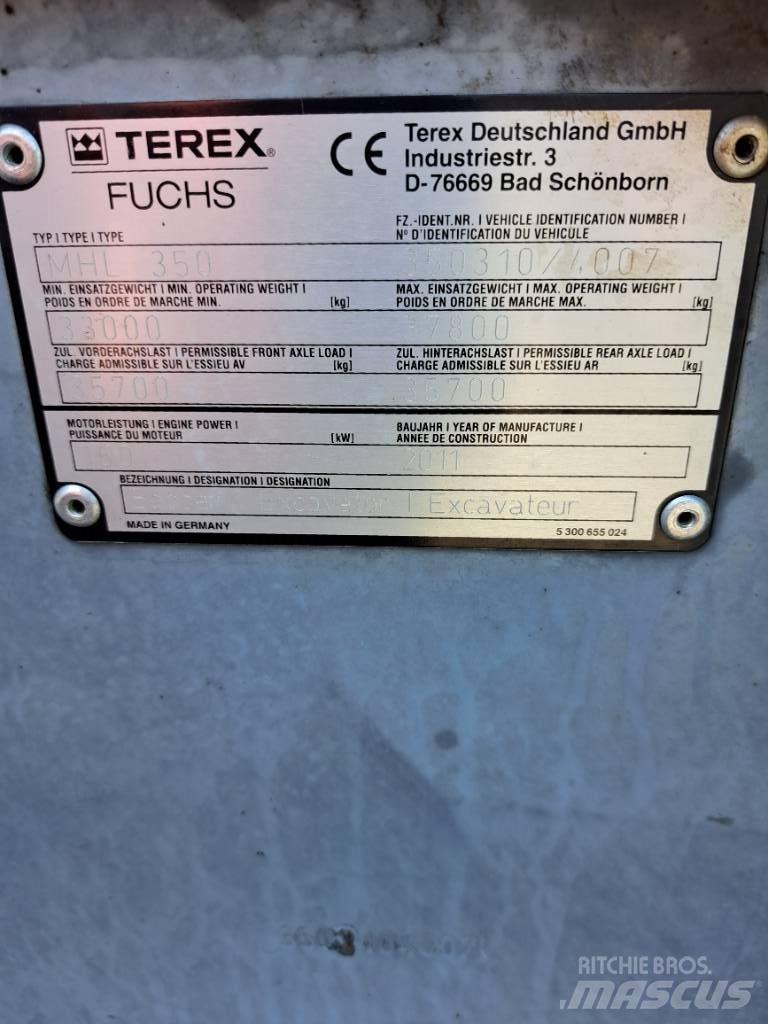 TEREX®
FUCHS
CE
Terex Deutschland GmbH
Industriestr. 3
D-76669 Bad Schönborn
TYP I TYPE I TYPE
MHL 350
FZ.-IDENT.NR. I VEHICLE IDENTIFICATION NUMBER I
N° D'IDENTIFICATION DU VEHICULE
350310/4007
MIN. EINSATZGEWICHT I MIN. OPERATING WEIGHT I
POIDS EN ORDRE DE MARCHE MIN. [kg]
33000
MAX. EINSATZGEWICHT I MAX. OPERATING WEIGHT I
POIDS EN ORDRE DE MARCHE MAX. [kg]
37800
ZUL. VORDERACHSLAST I PERMISSIBLE FRONT AXLE LOAD I
CHARGE ADMISSIBLE SUR L'ESSIEU AV [kg]
35700
ZUL. HINTERACHSLAST I PERMISSIBLE REAR AXLE LOAD I
CHARGE ADMISSIBLE SUR L'ESSIEU AR [kg]
35700
MOTORLEISTUNG I ENGINE POWER I
PUISSANCE DU MOTEUR [kW]
BAUJAHR I YEAR OF MANUFACTURE I
ANNEE DE CONSTRUCTION
2011
BEZEICHNUNG I DESIGNATION I DESIGNATION
Excavator I Excavateur
MADE IN GERMANY
5 300 655 024
RITCHIE BROS.
MASCUS